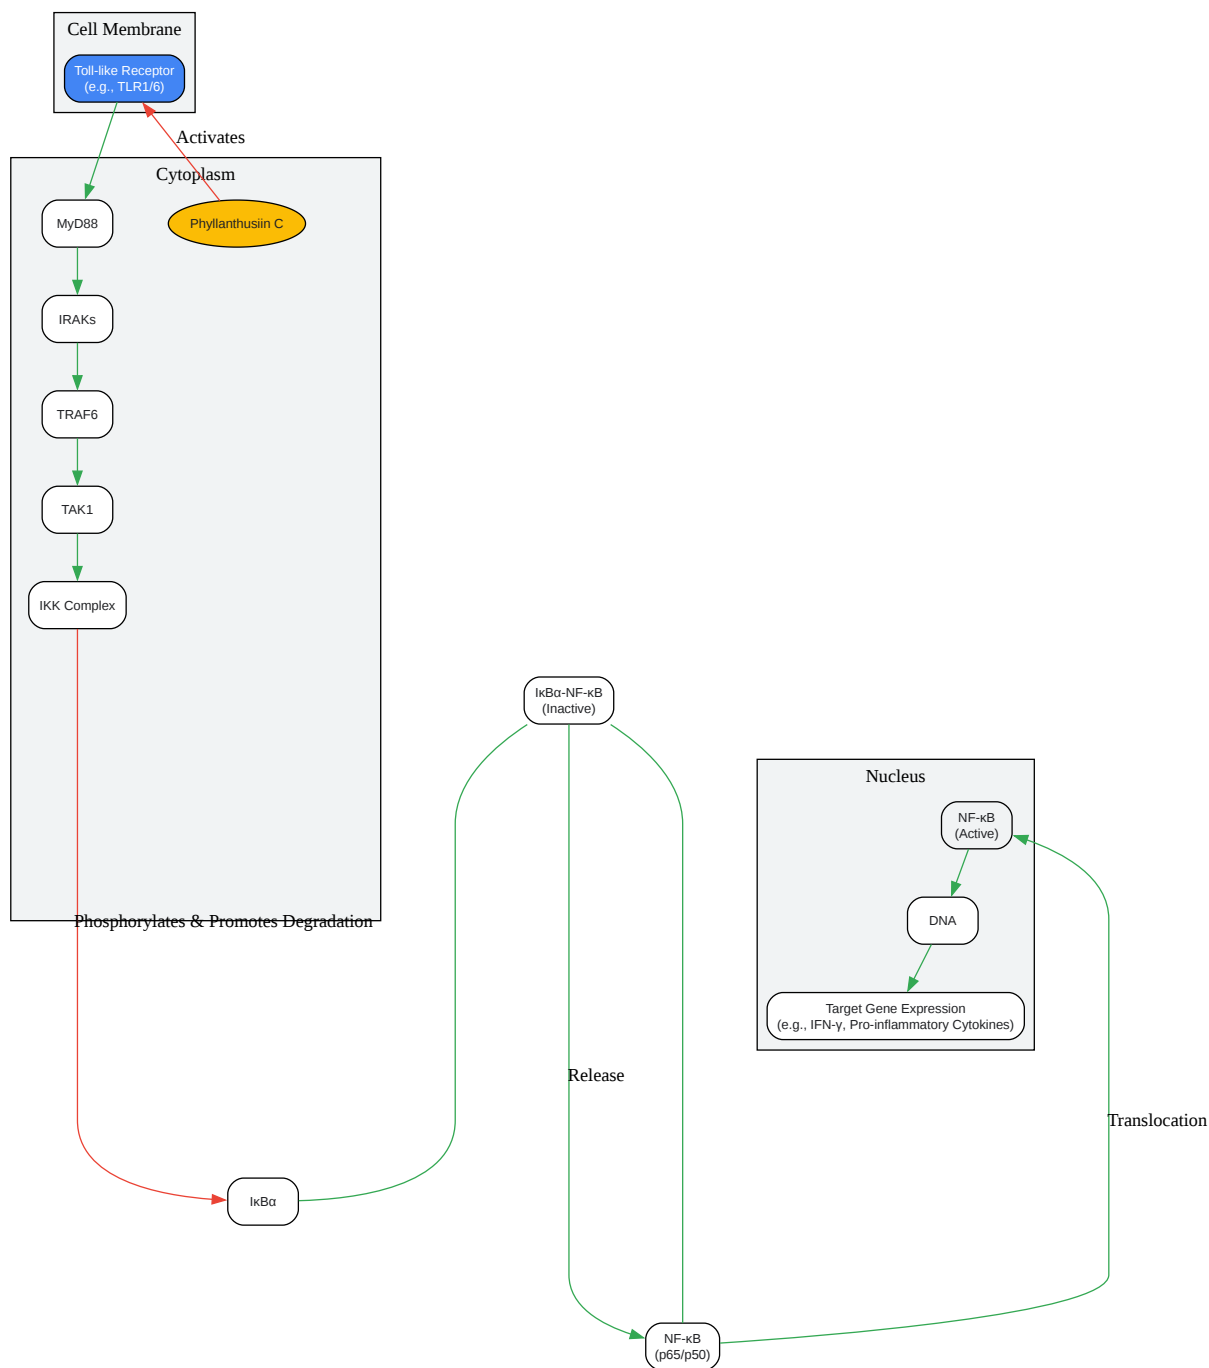 Cell Membrane
Toll-like Receptor
(e.g., TLR1/6)
Activates
Cytoplasm
MyD88
Phyllanthusiin C
IRAKs
TRAF6
TAK1
IKK Complex
IκBα-NF-κB
(Inactive)
Nucleus
NF-κB
(Active)
DNA
Phosphorylates & Promotes Degradation
Target Gene Expression
(e.g., IFN-γ, Pro-inflammatory Cytokines)
Release
Translocation
IκBα
NF-κB
(p65/p50)